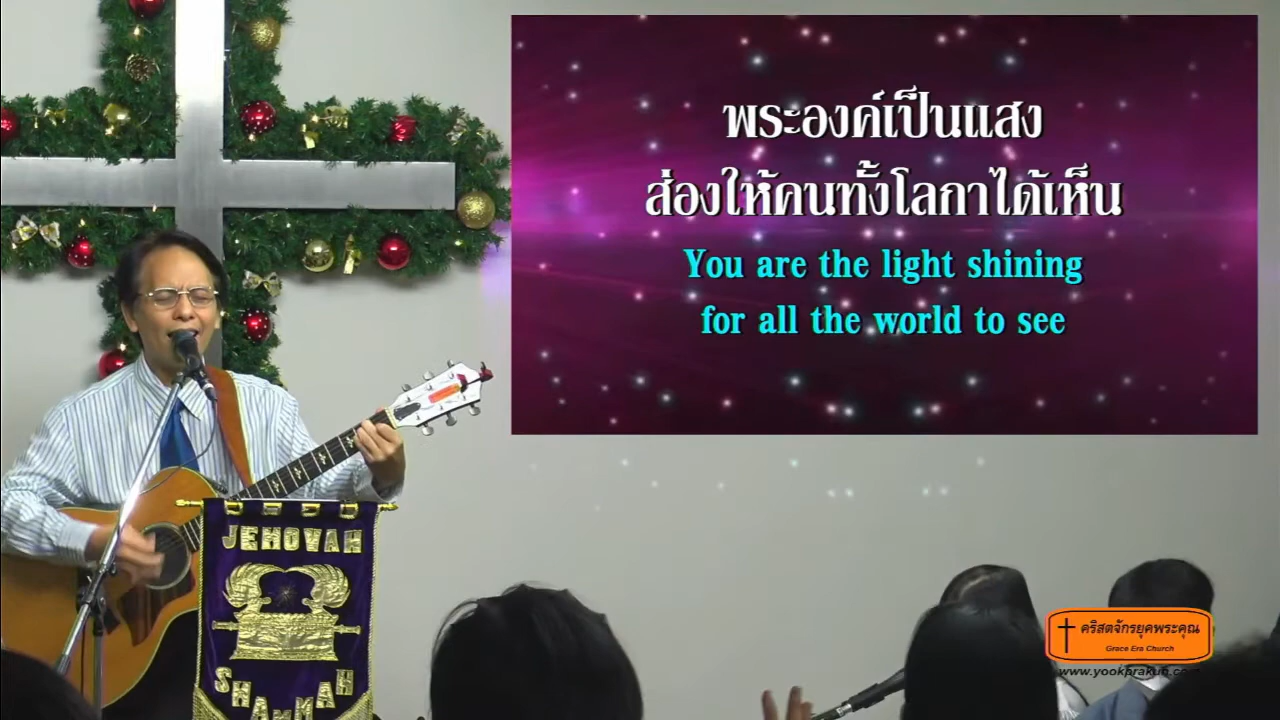 พระองค์เป็นแสง
ส่องให้คนทั้งโลกาได้เห็น
You are the light shining
for all the world to see
JEHOVAH
SHAMMAH
คริสตจักรยุคพระคุณ
Grace Era Church
www.yookprakun.com